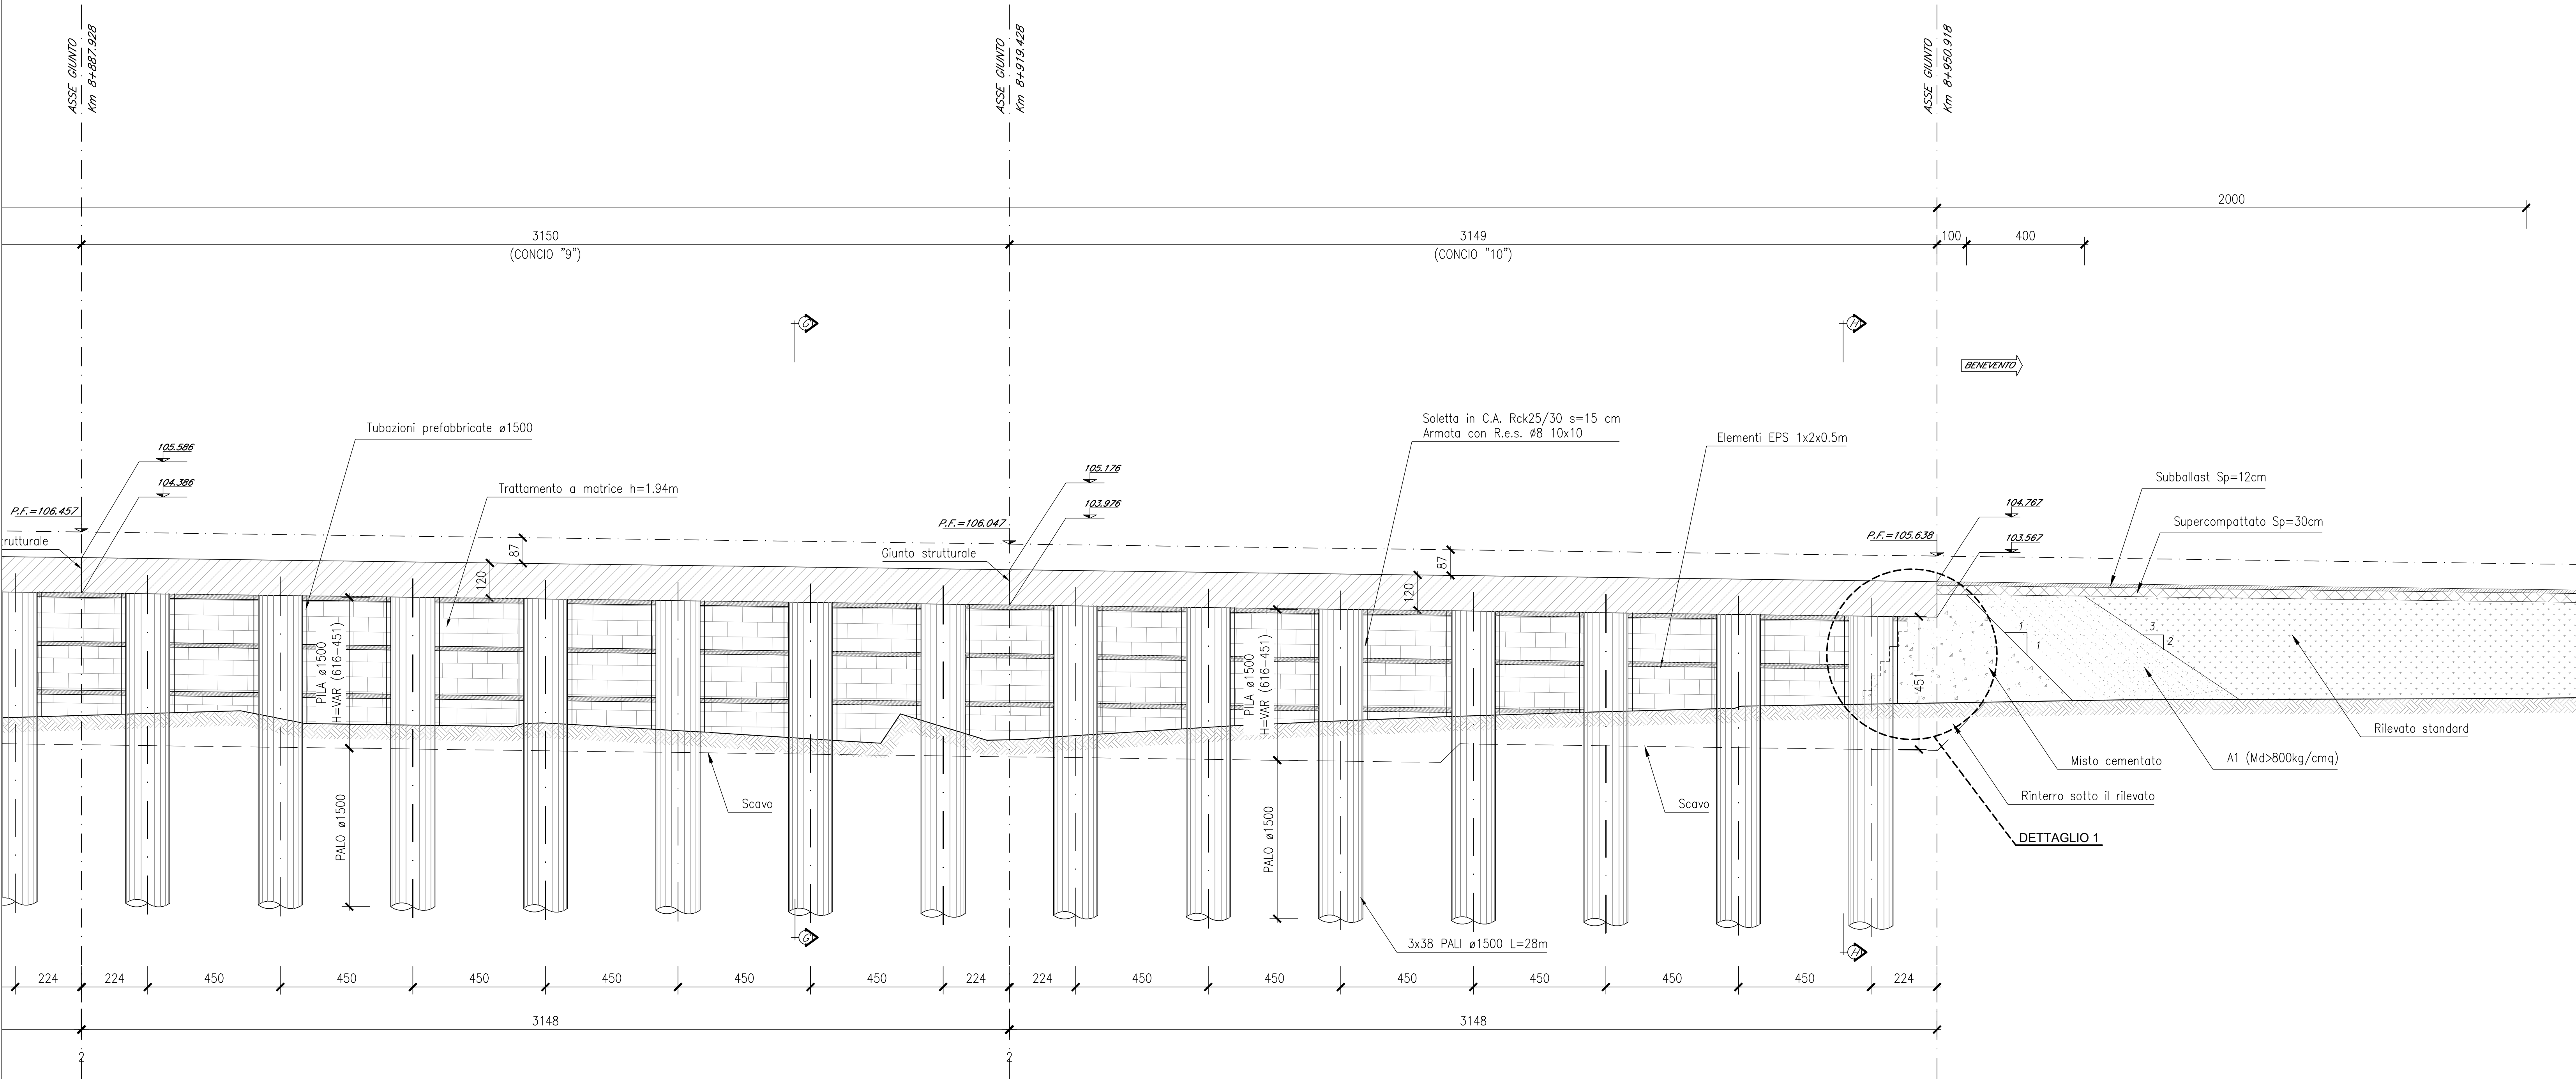 ASSE GIUNTO
Km 8+887.928
ASSE GIUNTO
Km 8+919.428
ASSE GIUNTO
Km 8+950.918
2000
3150
(CONCIO "9")
3149
(CONCIO "10")
100
400
G
H
BENEVENTO
Tubazioni prefabbricate ø1500
Trattamento a matrice h=1.94m
Soletta in C.A. Rck25/30 s=15 cm
Armata con R.e.s. Ø8 10x10
Elementi EPS 1x2x0.5m
Subballast Sp=12cm
Supercompattato Sp=30cm
105.586
104.386
P.F.=106.457
105.176
103.976
P.F.=106.047
104.767
103.567
P.F.=105.638
trutturale
Giunto strutturale
87
120
87
120
PILA ø1500
H=VAR (616-451)
PILA ø1500
H=VAR (616-451)
451
1
1
3
2
Rilevato standard
A1 (Md>800kg/cmq)
Misto cementato
Rinterro sotto il rilevato
DETTAGLIO 1
Scavo
Scavo
PALO ø1500
PALO ø1500
3x38 PALI ø1500 L=28m
G
H
224
224
450
450
450
450
450
450
224
224
450
450
450
450
450
450
224
3148
3148
2
2